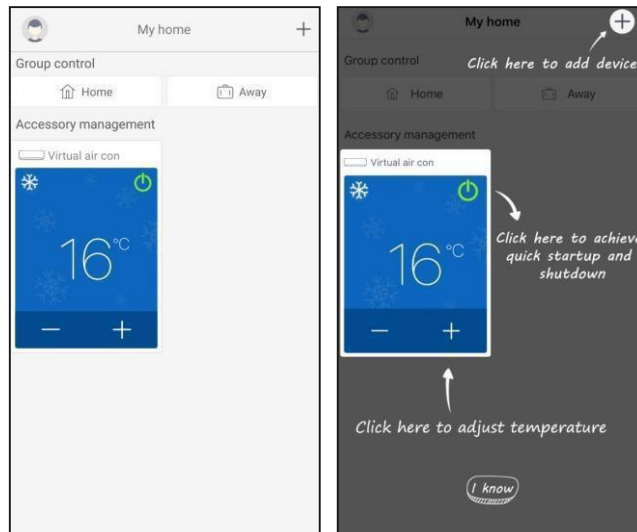 My home
+
Group control
Home
Away
Accessory management
Virtual air con
16°C
− +
My home
+
Click here to add device
Group control
Home
Away
Accessory management
Virtual air con
16°C
− +
Click here to achieve
quick startup and
shutdown
Click here to adjust temperature
I know